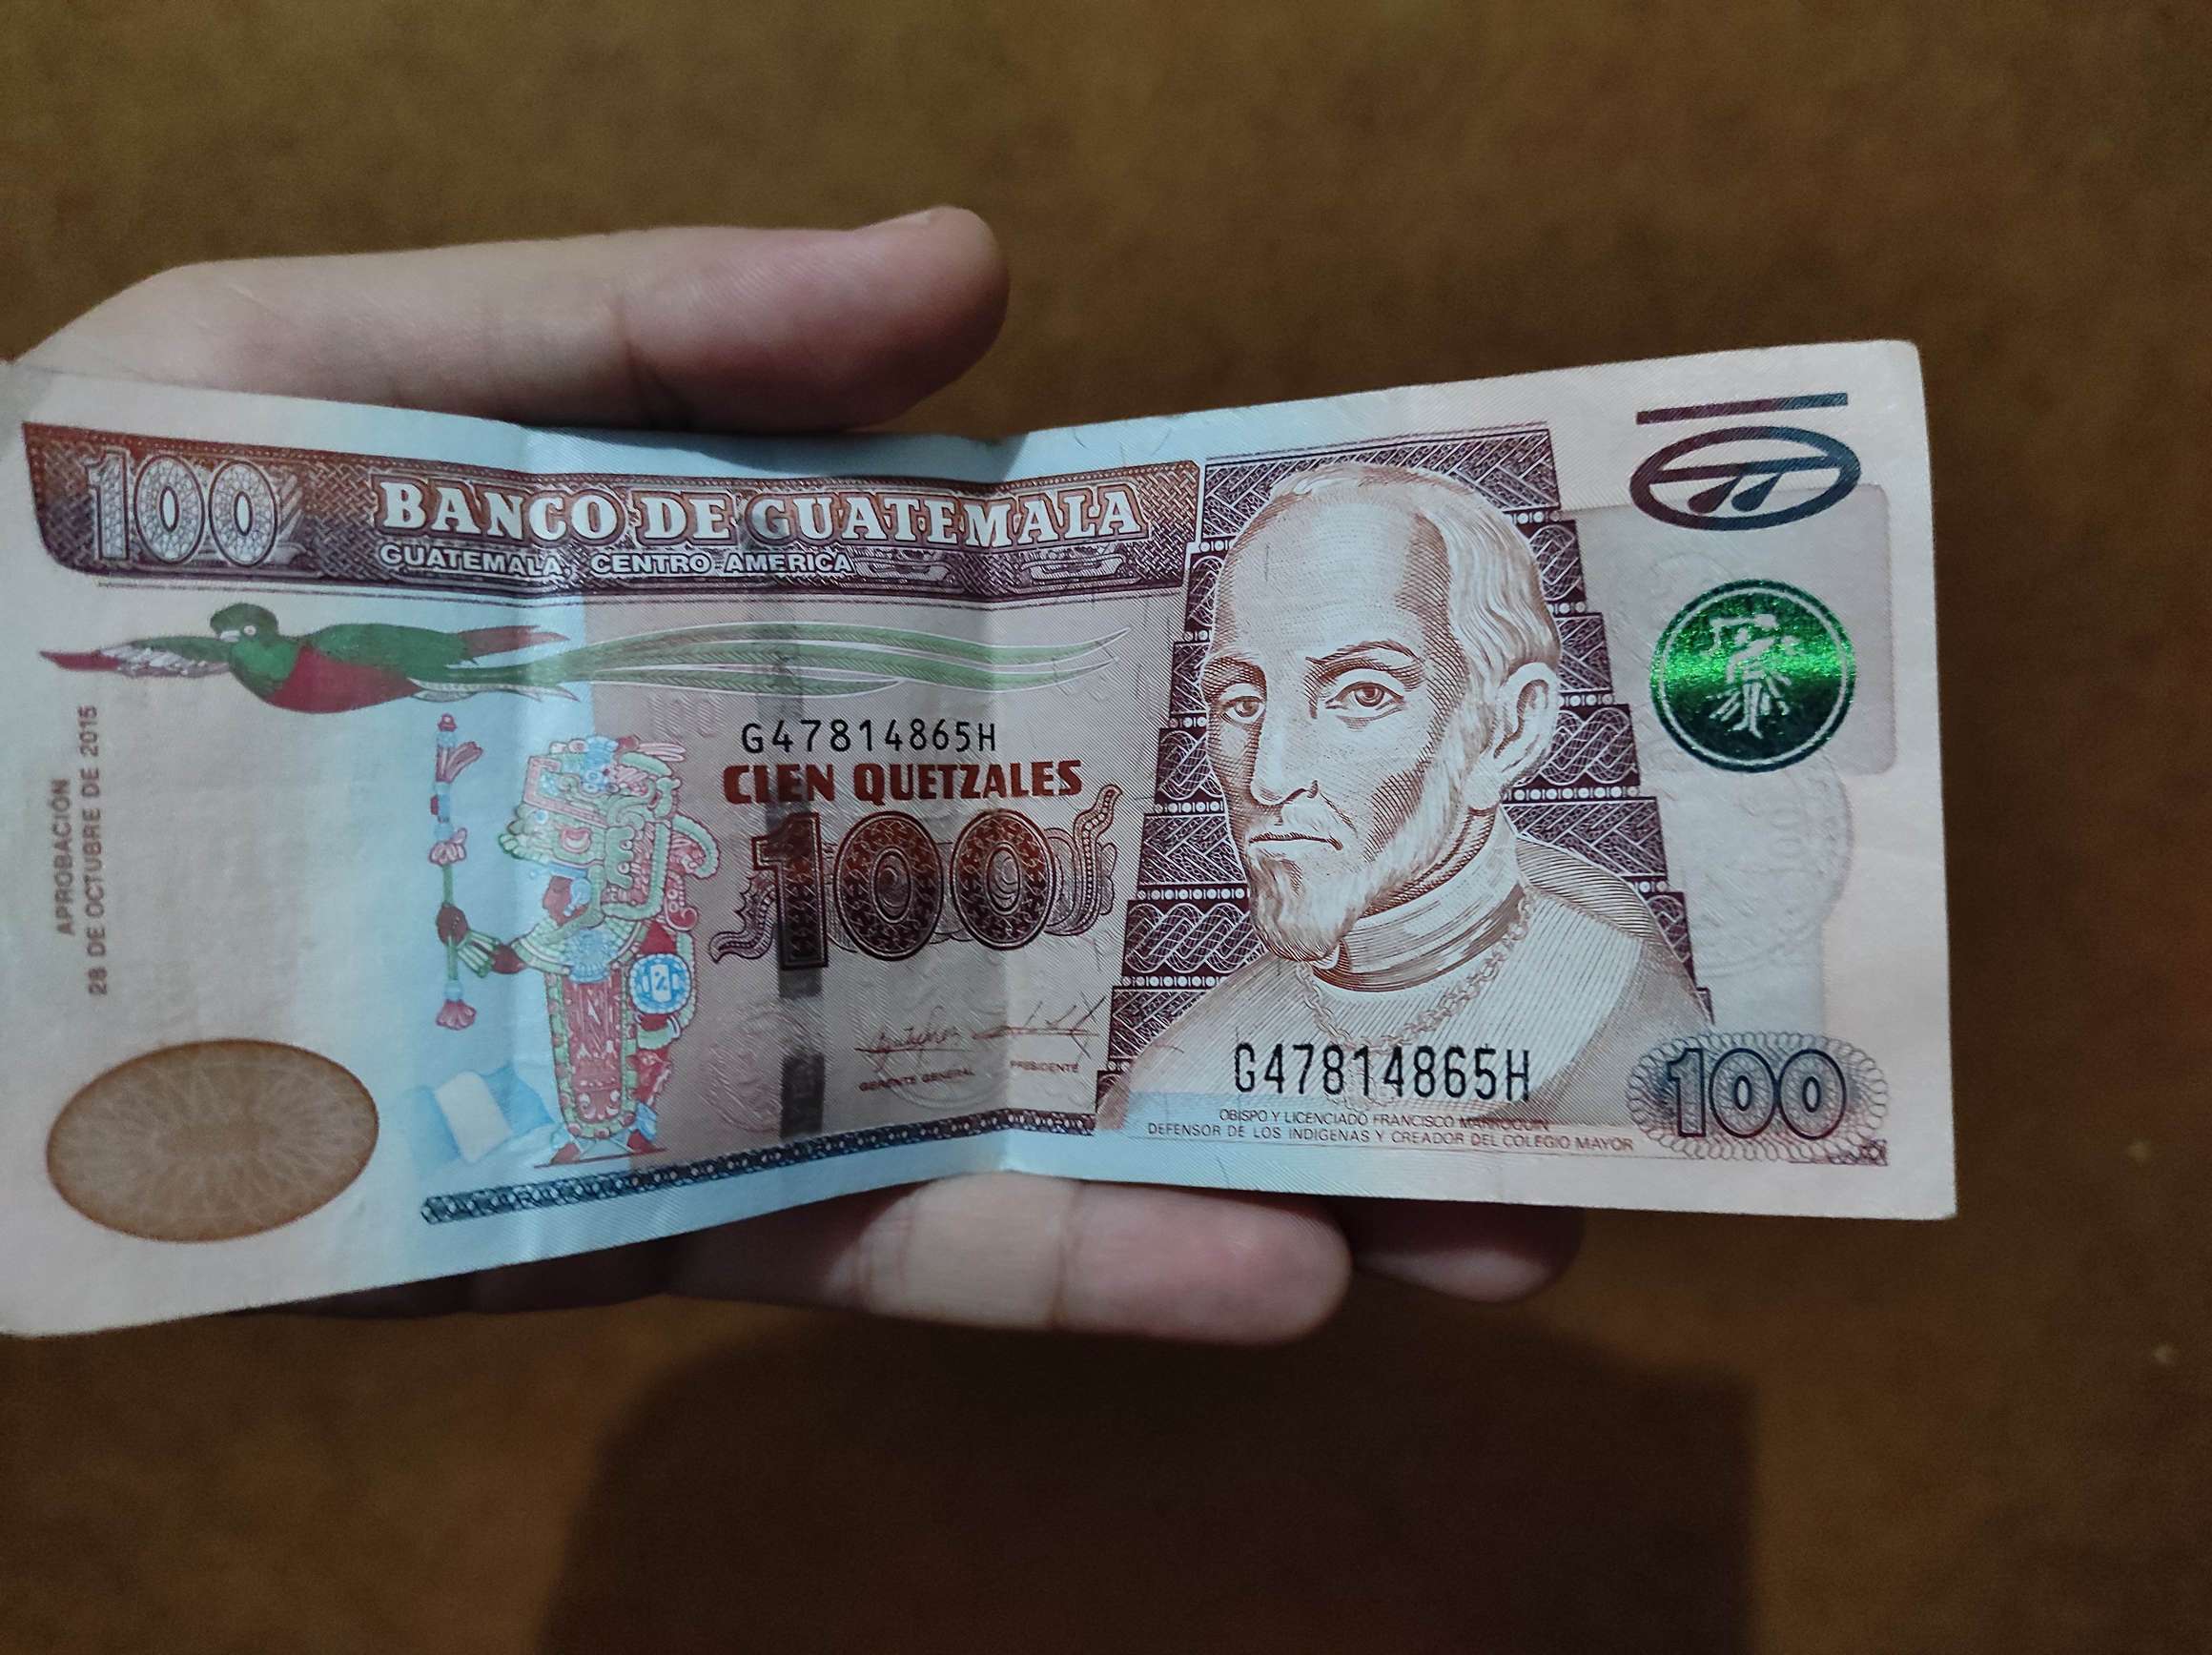 100
BANCO DE GUATEMALA
GUATEMALA, CENTRO AMERICA
G47814865H
CIEN QUETZALES
100
GERENTE GENERAL
PRESIDENTE
APROBACIÓN
28 DE OCTUBRE DE 2015
G47814865H
OBISPO Y LICENCIADO FRANCISCO MARROQUIN
DEFENSOR DE LOS INDIGENAS Y CREADOR DEL COLEGIO MAYOR
100